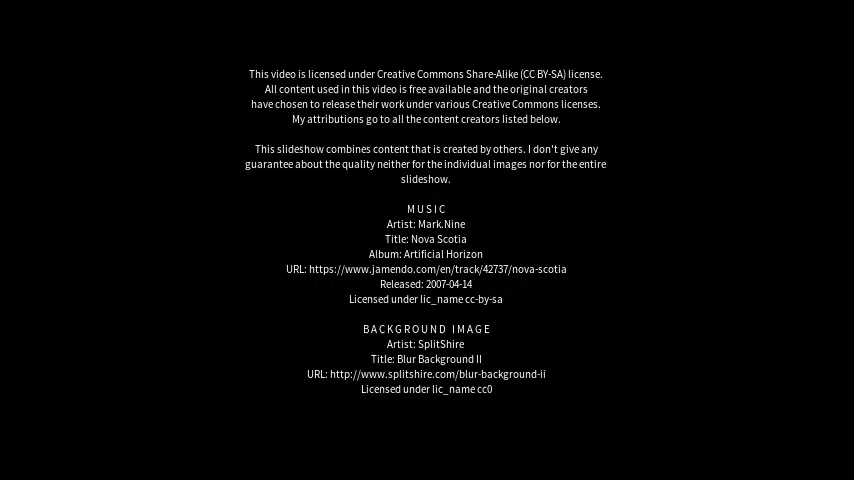 This video is licensed under Creative Commons Share-Alike (CC BY-SA) license.
All content used in this video is free available and the original creators
have chosen to release their work under various Creative Commons licenses.
My attributions go to all the content creators listed below.
This slideshow combines content that is created by others. I don't give any
guarantee about the quality neither for the individual images nor for the entire
slideshow.
MUSIC
Artist: Mark.Nine
Title: Nova Scotia
Album: Artificial Horizon
URL: https://www.jamendo.com/en/track/42737/nova-scotia
Released: 2007-04-14
Licensed under lic_name cc-by-sa
BACKGROUND IMAGE
Artist: SplitShire
Title: Blur Background II
URL: http://www.splitshire.com/blur-background-ii
Licensed under lic_name cc0